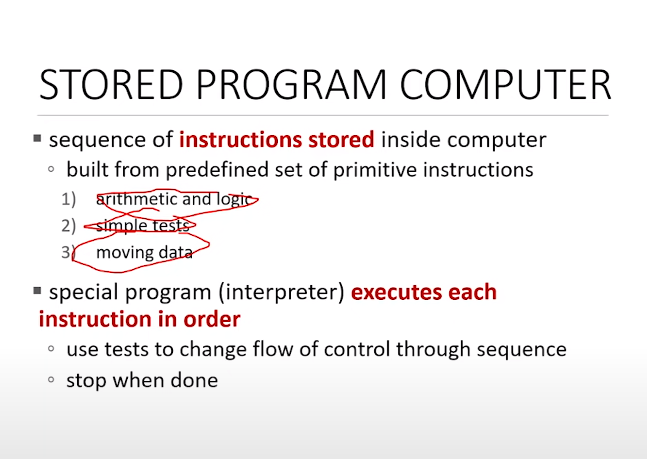 STORED PROGRAM COMPUTER
▪ sequence of instructions stored inside computer
◦ built from predefined set of primitive instructions
1) arithmetic and logic
2) simple tests
3) moving data
▪ special program (interpreter) executes each
instruction in order
◦ use tests to change flow of control through sequence
◦ stop when done